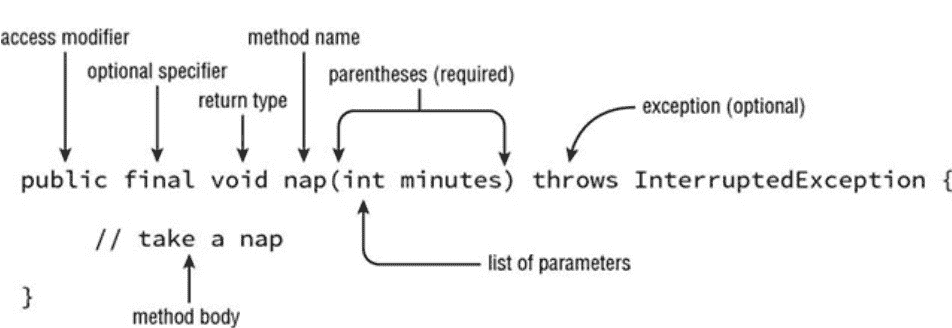 access modifier
method name
optional specifier
parentheses (required)
return type
exception (optional)
public final void nap(int minutes) throws InterruptedException {
// take a nap
list of parameters
}
method body